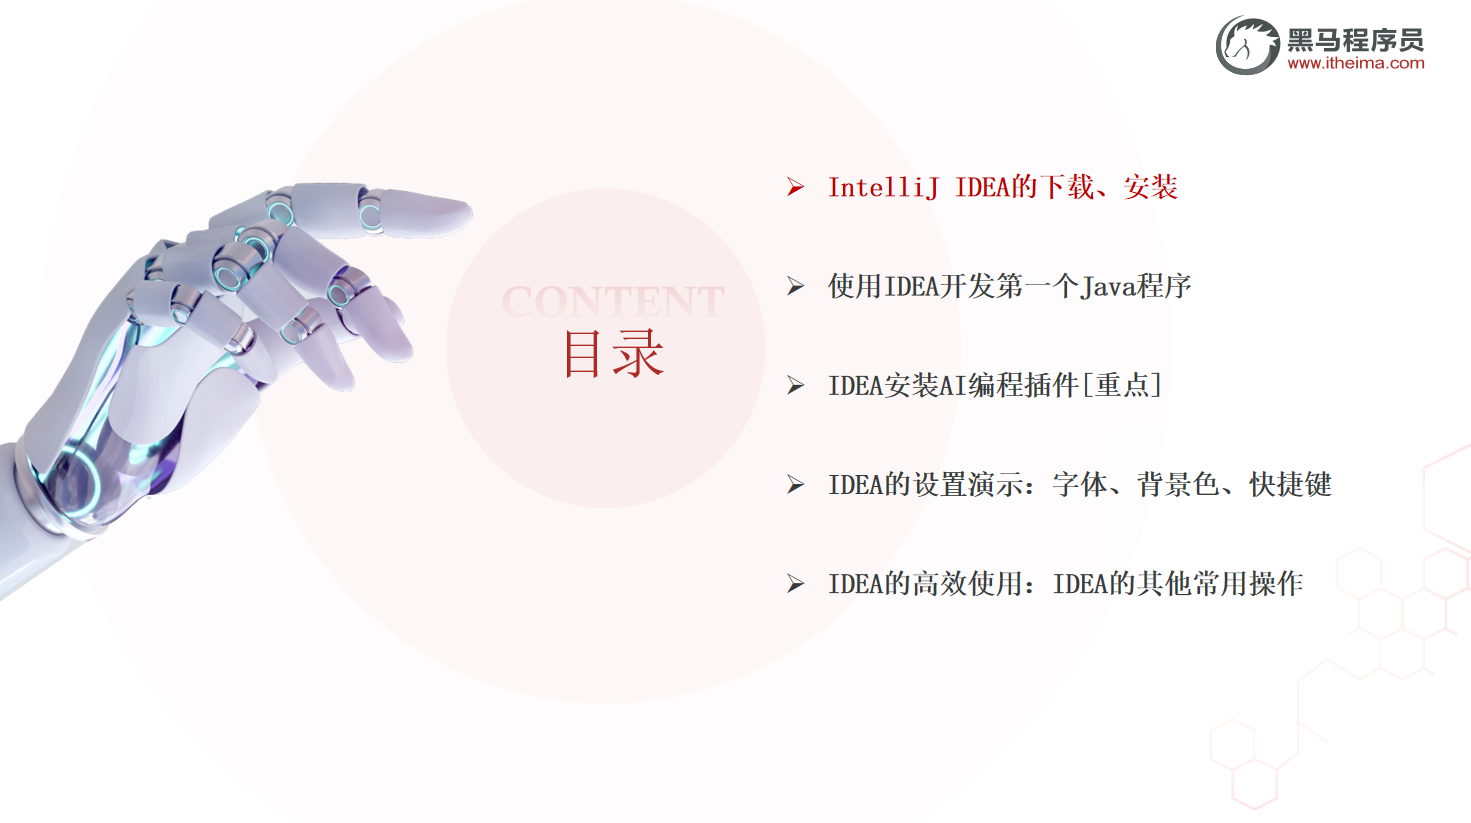 黑马程序员
www.itheima.com
IntelliJ IDEA的下载、安装
使用IDEA开发第一个Java程序
CONTENT
目录
IDEA安装AI编程插件[重点]
IDEA的设置演示：字体、背景色、快捷键
IDEA的高效使用：IDEA的其他常用操作